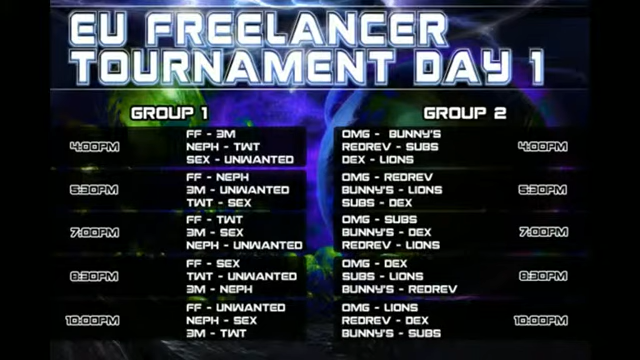 EU FREELANCER
TOURNAMENT DAY 1
GROUP 1
GROUP 2
4:00PM
FF - 3M
NEPH - TWT
SEX - UNWANTED
OMG - BUNNY'S
REDREV - SUBS
DEX - LIONS
4:00PM
5:30PM
FF - NEPH
3M - UNWANTED
TWT - SEX
OMG - REDREV
BUNNY'S - LIONS
SUBS - DEX
5:30PM
7:00PM
FF - TWT
3M - SEX
NEPH - UNWANTED
OMG - SUBS
BUNNY'S - DEX
REDREV - LIONS
7:00PM
8:30PM
FF - SEX
TWT - UNWANTED
3M - NEPH
OMG - DEX
SUBS - LIONS
BUNNY'S - REDREV
8:30PM
10:00PM
FF - UNWANTED
NEPH - SEX
3M - TWT
OMG - LIONS
REDREV - DEX
BUNNY'S - SUBS
10:00PM